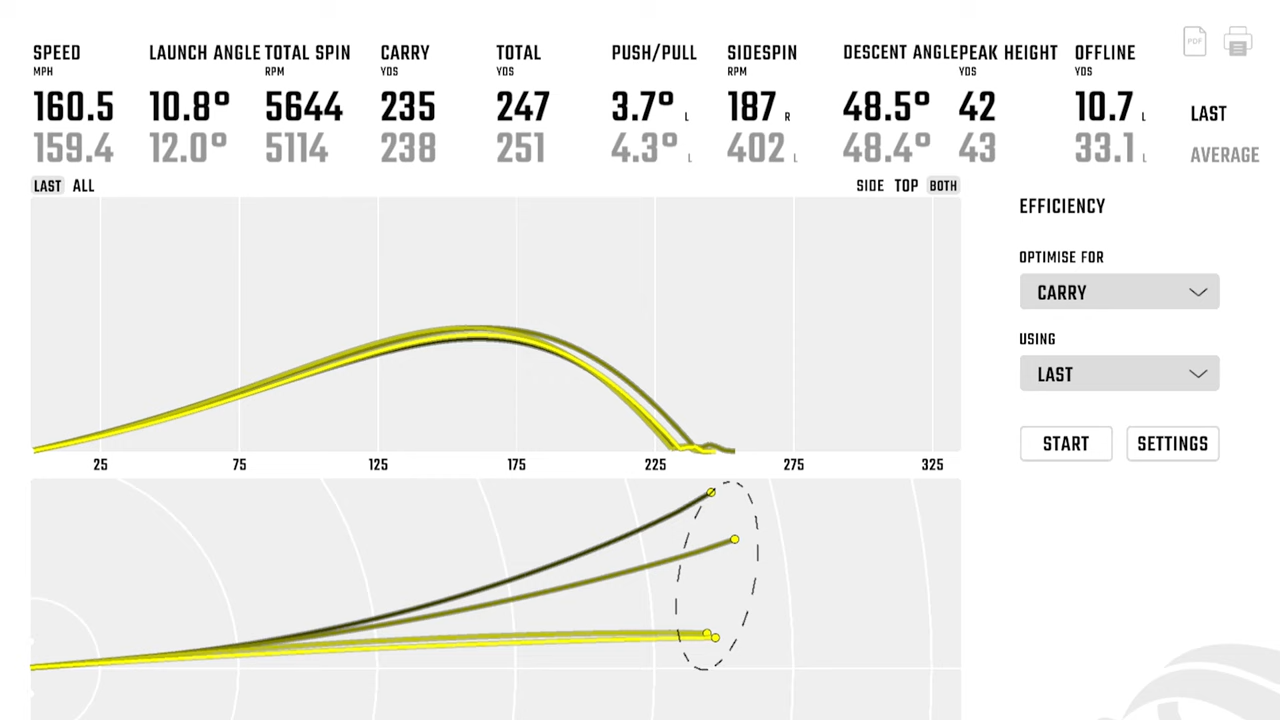 SPEED LAUNCH ANGLE TOTAL SPIN CARRY TOTAL PUSH/PULL SIDESPIN DESCENT ANGLE PEAK HEIGHT OFFLINE PDF
MPH RPM YDS YDS RPM YDS YDS
160.5 10.8° 5644 235 247 3.7° L 187 R 48.5° 42 10.7 L LAST
159.4 12.0° 5114 238 251 4.3° L 402 L 48.4° 43 33.1 L AVERAGE
LAST ALL SIDE TOP BOTH
EFFICIENCY
OPTIMISE FOR
CARRY
USING
LAST
START SETTINGS
25 75 125 175 225 275 325